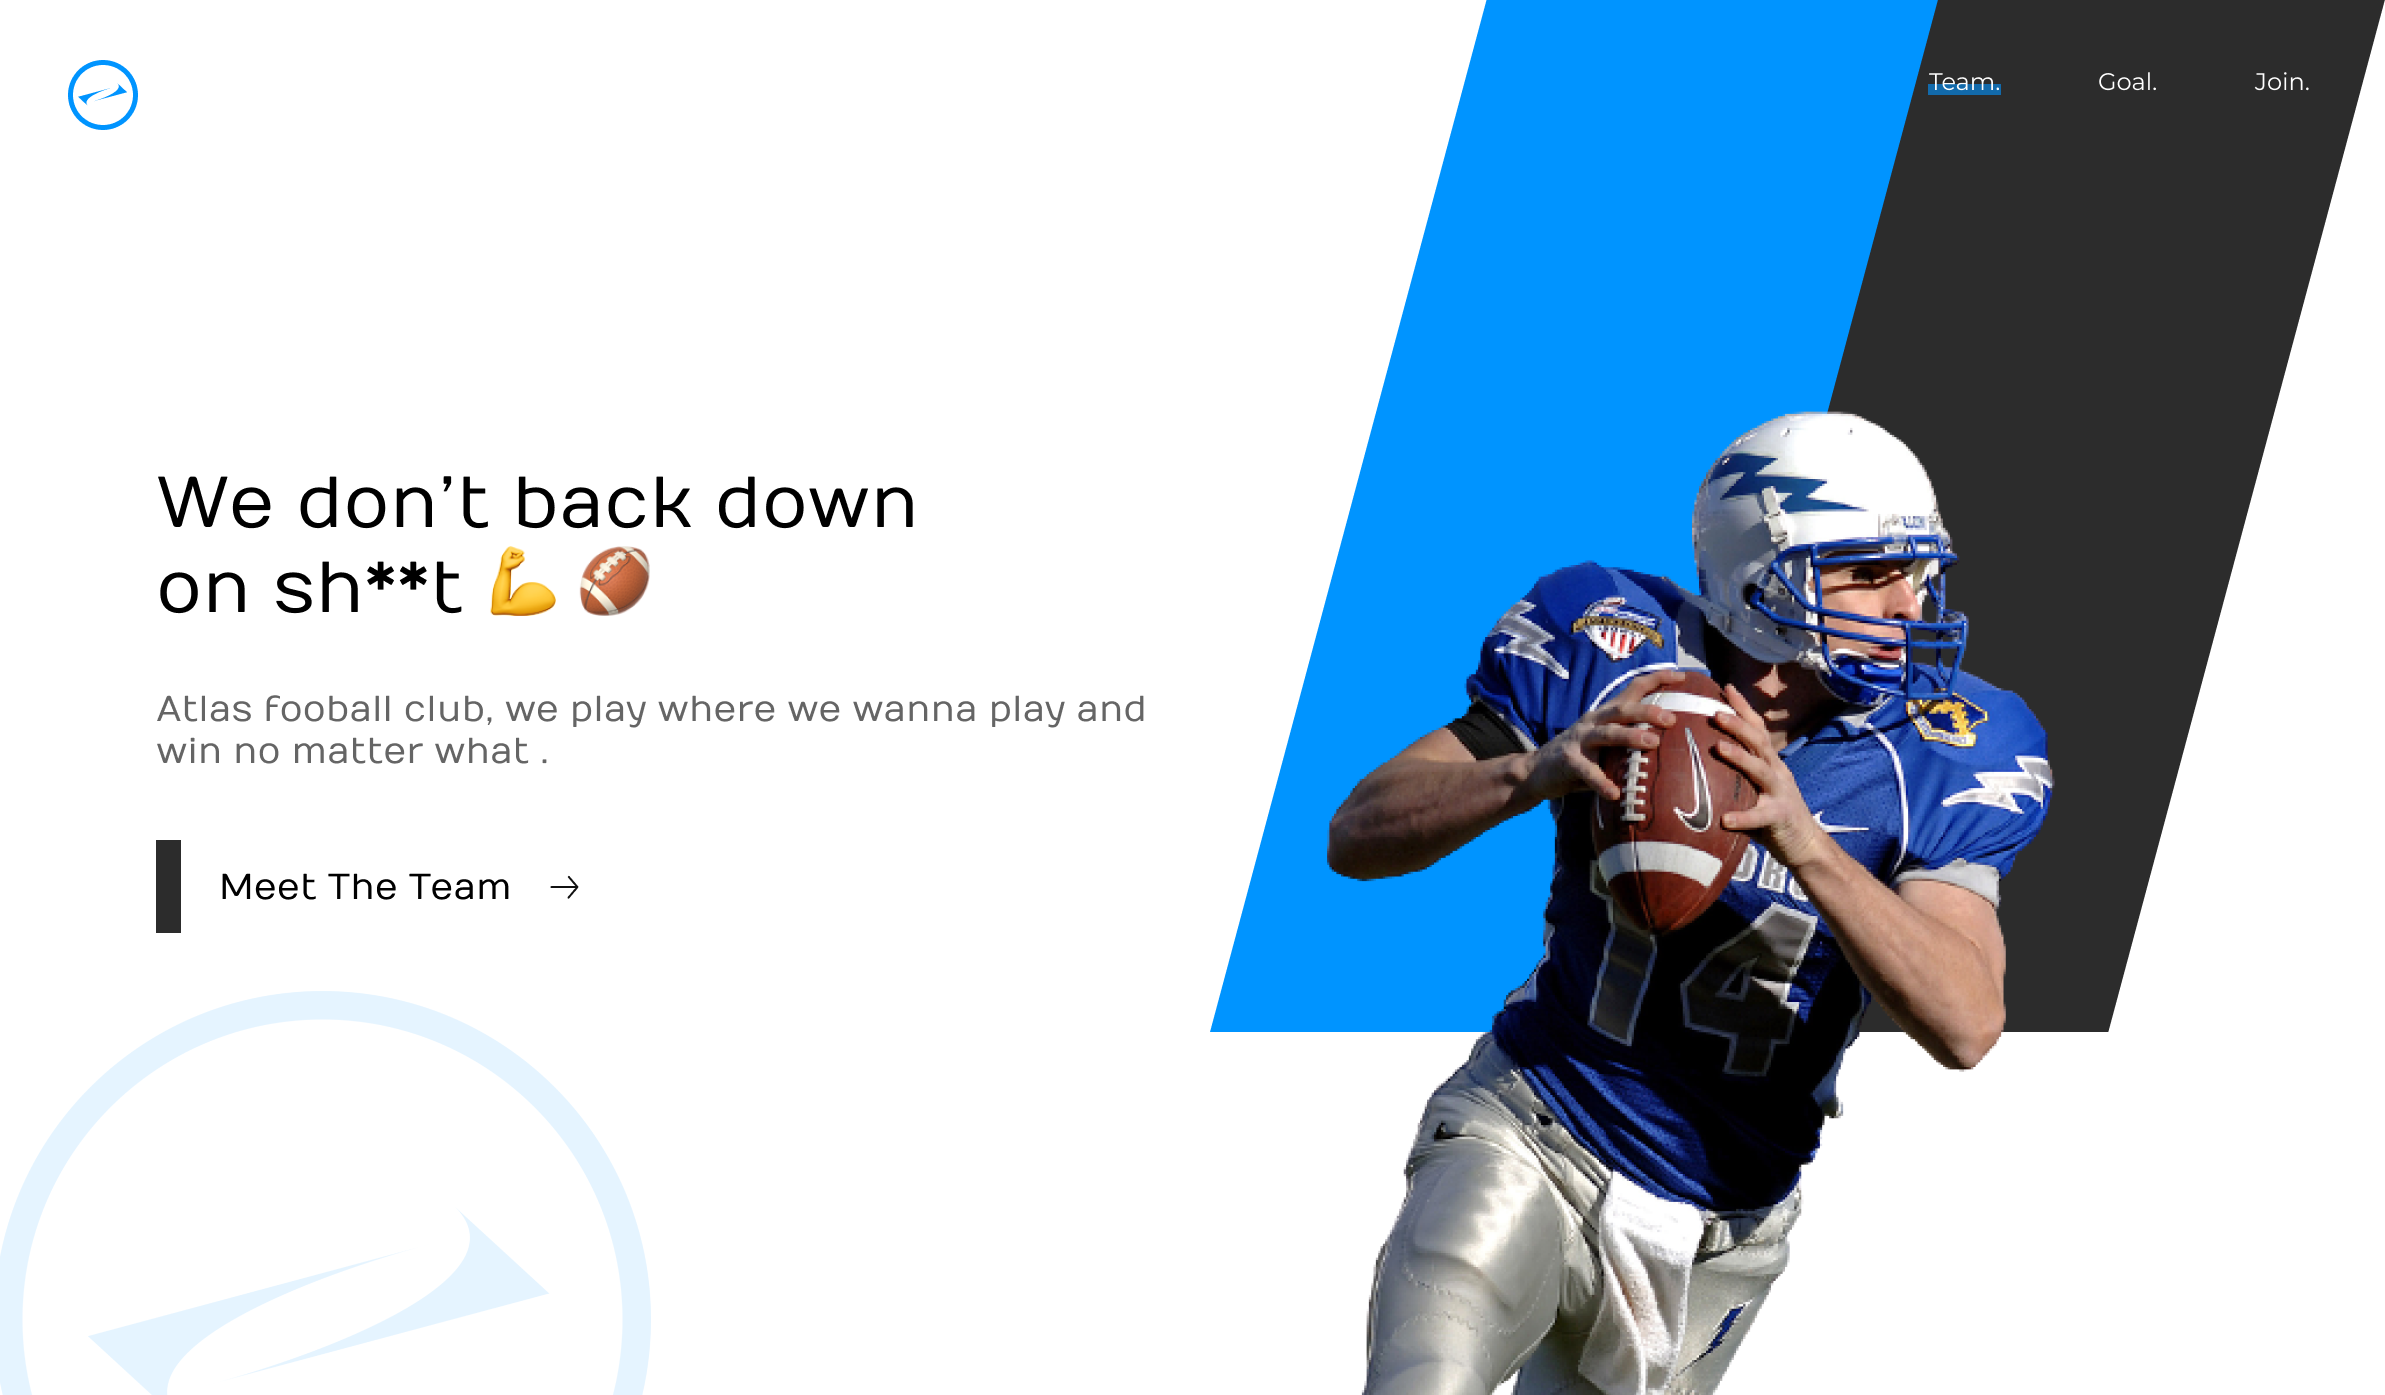 Team. Goal. Join.
We don’t back down
on sh**t 💪🏈
Atlas fooball club, we play where we wanna play and
win no matter what .
Meet The Team →
14